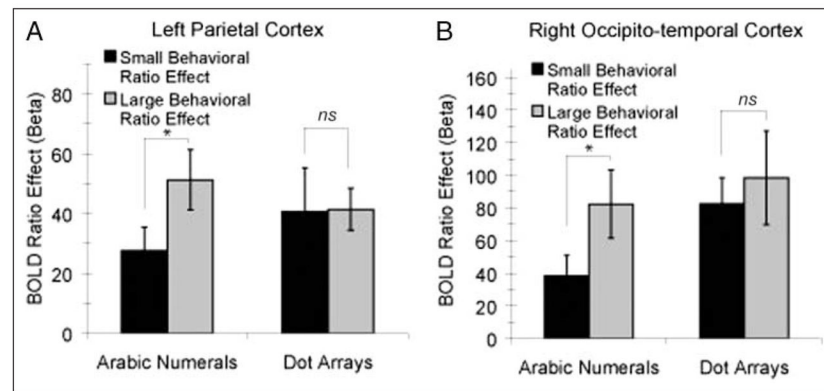 A
Left Parietal Cortex
Small Behavioral
Ratio Effect
Large Behavioral
Ratio Effect
BOLD Ratio Effect (Beta)
80
60
40
20
0
*
ns
Arabic Numerals
Dot Arrays
B
Right Occipito-temporal Cortex
Small Behavioral
Ratio Effect
Large Behavioral
Ratio Effect
BOLD Ratio Effect (Beta)
160
140
120
100
80
60
40
20
0
*
ns
Arabic Numerals
Dot Arrays